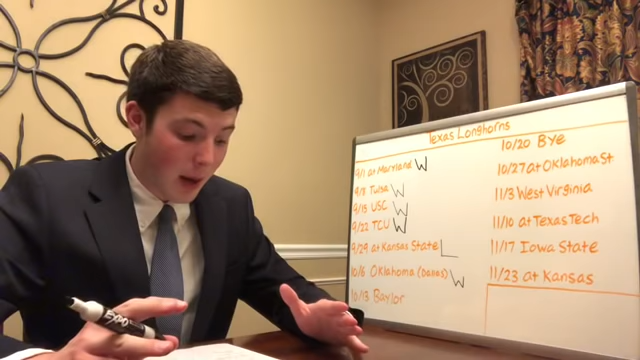 Texas Longhorns
9/1 at Maryland W
9/8 Tulsa W
9/15 USC W
9/22 TCU W
9/29 at Kansas State L
10/6 Oklahoma (Dallas) W
10/13 Baylor
10/20 Bye
10/27 at Oklahoma St
11/3 West Virginia
11/10 at Texas Tech
11/17 Iowa State
11/23 at Kansas
EXPO